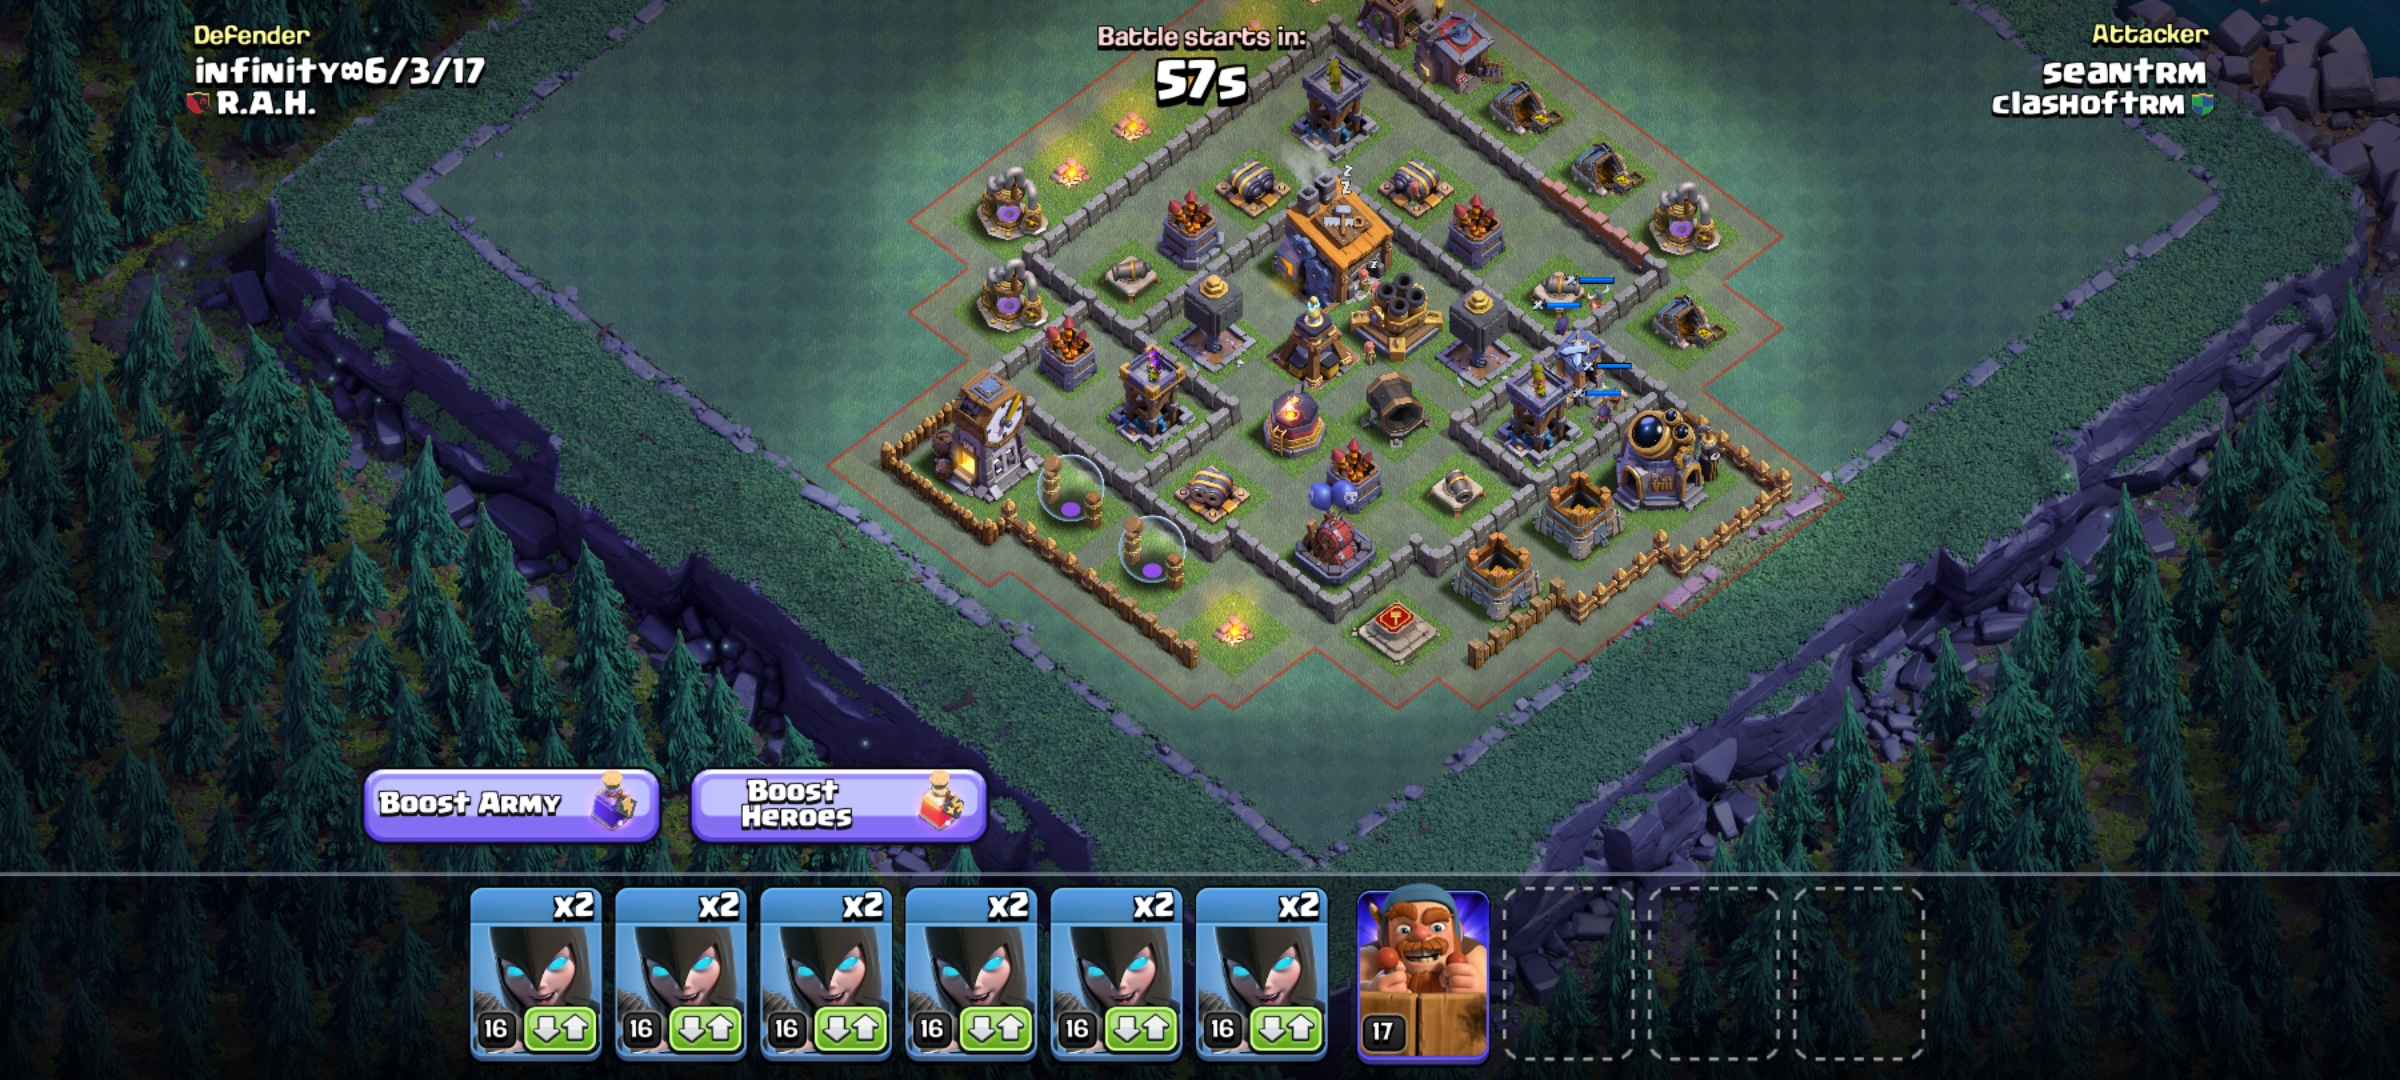 Defender
infinity∞6/3/17
R.A.H.
Battle starts in:
57s
Attacker
seantrm
clashoftrm
Boost Army
Boost
Heroes
x2
x2
x2
x2
x2
x2
16
16
16
16
16
16
17